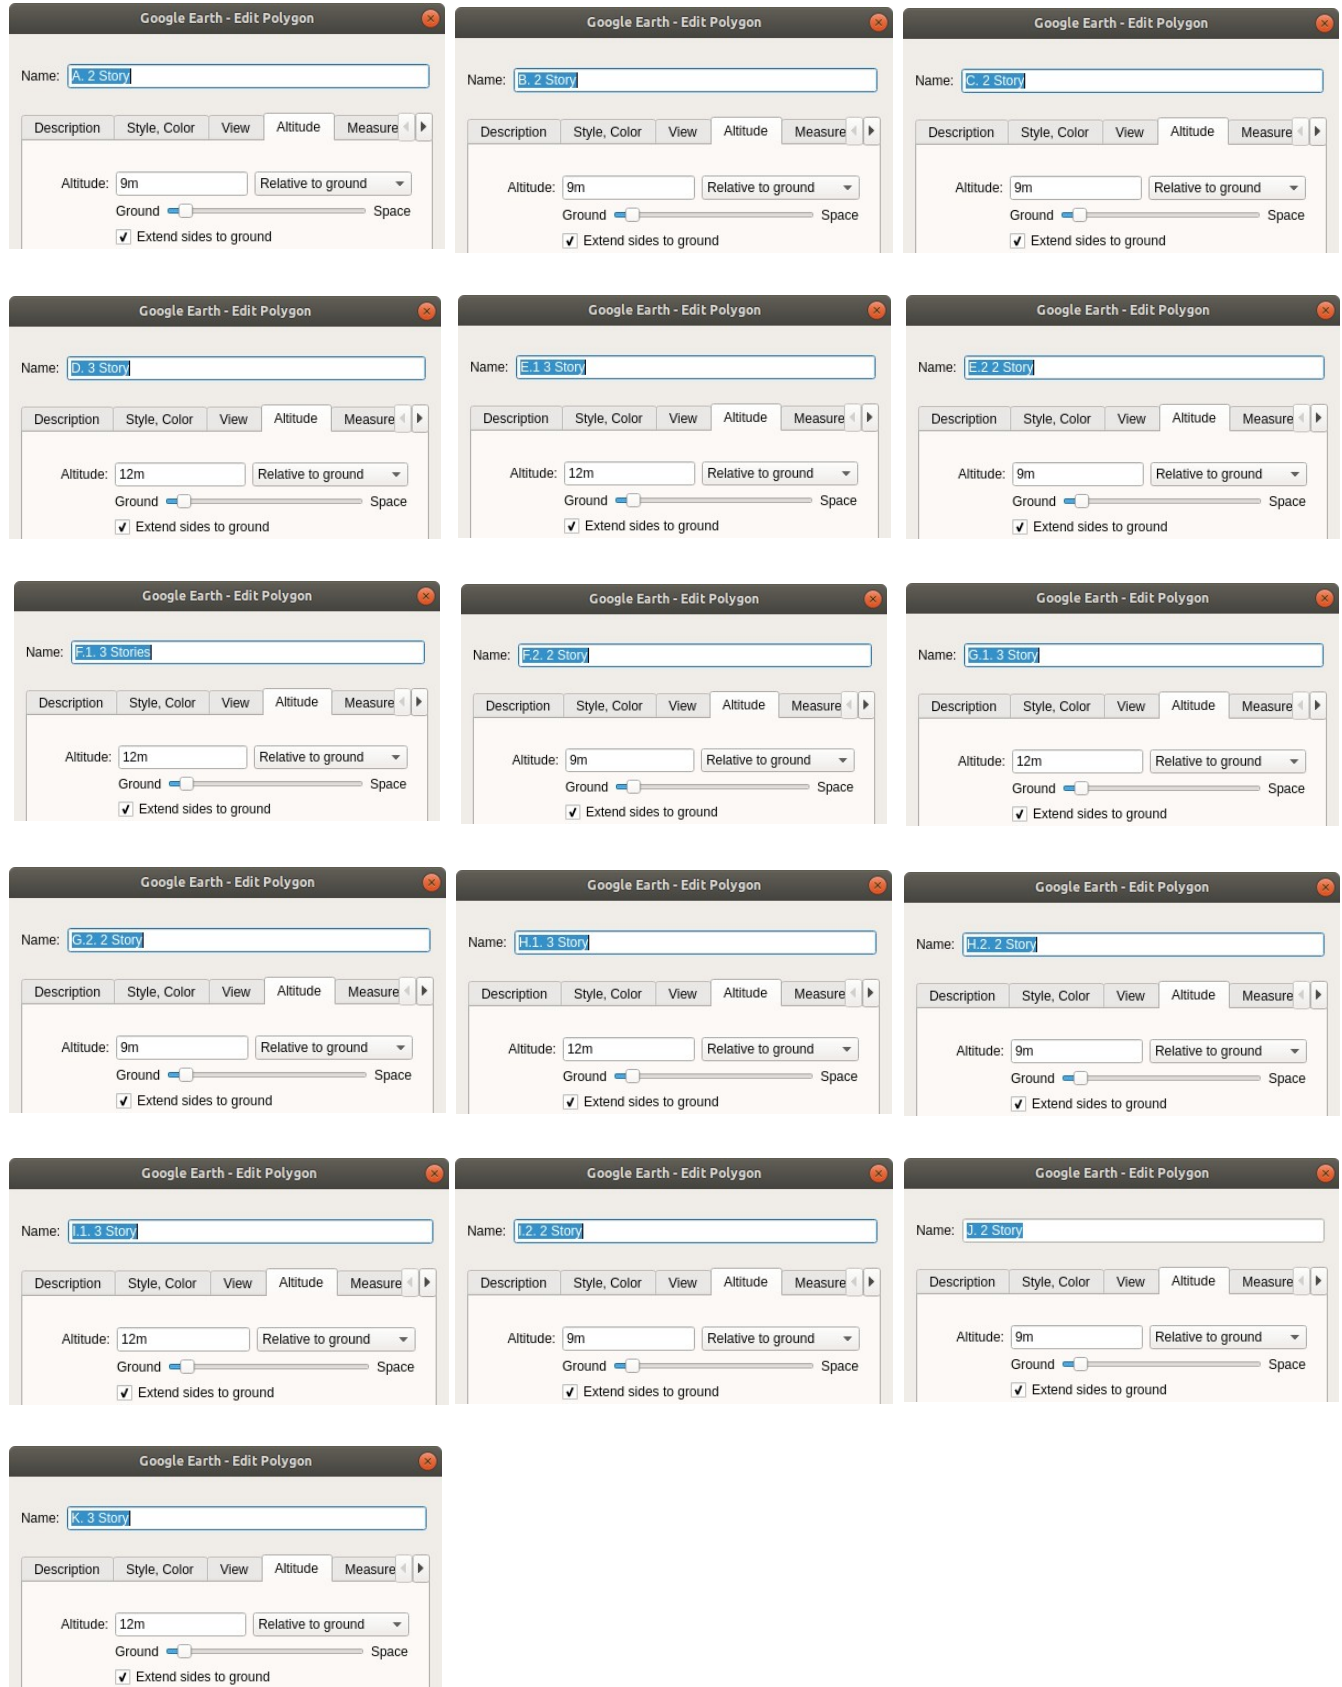 Google Earth - Edit Polygon
Name: A. 2 Story
Description Style, Color View Altitude Measure
Altitude: 9m Relative to ground
Ground Space
Extend sides to ground
Google Earth - Edit Polygon
Name: B. 2 Story
Description Style, Color View Altitude Measure
Altitude: 9m Relative to ground
Ground Space
Extend sides to ground
Google Earth - Edit Polygon
Name: C. 2 Story
Description Style, Color View Altitude Measure
Altitude: 9m Relative to ground
Ground Space
Extend sides to ground
Google Earth - Edit Polygon
Name: D. 3 Story
Description Style, Color View Altitude Measure
Altitude: 12m Relative to ground
Ground Space
Extend sides to ground
Google Earth - Edit Polygon
Name: E.1 3 Story
Description Style, Color View Altitude Measure
Altitude: 12m Relative to ground
Ground Space
Extend sides to ground
Google Earth - Edit Polygon
Name: E.2 2 Story
Description Style, Color View Altitude Measure
Altitude: 9m Relative to ground
Ground Space
Extend sides to ground
Google Earth - Edit Polygon
Name: F.1. 3 Stories
Description Style, Color View Altitude Measure
Altitude: 12m Relative to ground
Ground Space
Extend sides to ground
Google Earth - Edit Polygon
Name: F.2. 2 Story
Description Style, Color View Altitude Measure
Altitude: 9m Relative to ground
Ground Space
Extend sides to ground
Google Earth - Edit Polygon
Name: G.1. 3 Story
Description Style, Color View Altitude Measure
Altitude: 12m Relative to ground
Ground Space
Extend sides to ground
Google Earth - Edit Polygon
Name: G.2. 2 Story
Description Style, Color View Altitude Measure
Altitude: 9m Relative to ground
Ground Space
Extend sides to ground
Google Earth - Edit Polygon
Name: H.1. 3 Story
Description Style, Color View Altitude Measure
Altitude: 12m Relative to ground
Ground Space
Extend sides to ground
Google Earth - Edit Polygon
Name: H.2. 2 Story
Description Style, Color View Altitude Measure
Altitude: 9m Relative to ground
Ground Space
Extend sides to ground
Google Earth - Edit Polygon
Name: I.1. 3 Story
Description Style, Color View Altitude Measure
Altitude: 12m Relative to ground
Ground Space
Extend sides to ground
Google Earth - Edit Polygon
Name: I.2. 2 Story
Description Style, Color View Altitude Measure
Altitude: 9m Relative to ground
Ground Space
Extend sides to ground
Google Earth - Edit Polygon
Name: J. 2 Story
Description Style, Color View Altitude Measure
Altitude: 9m Relative to ground
Ground Space
Extend sides to ground
Google Earth - Edit Polygon
Name: K. 3 Story
Description Style, Color View Altitude Measure
Altitude: 12m Relative to ground
Ground Space
Extend sides to ground